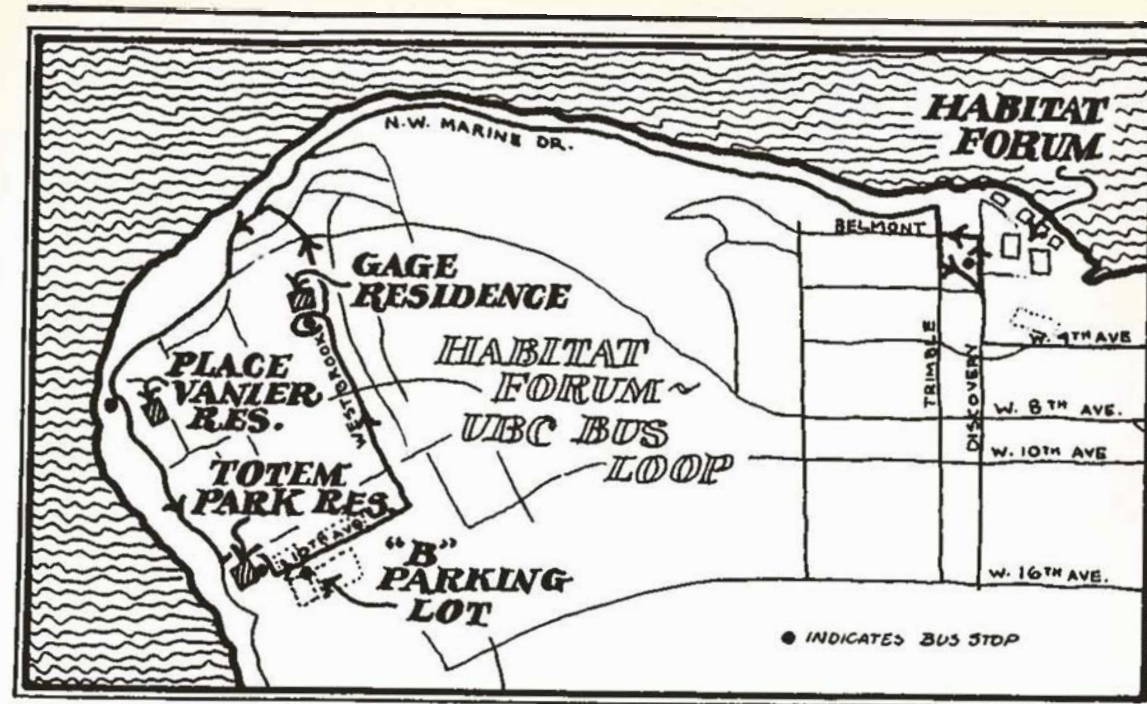 N.W. MARINE DR.
HABITAT
FORUM
BELMONT
GAGE
RESIDENCE
WESTBROOK
PLACE
VANIER
RES.
HABITAT
FORUM ~
UBC BUS
LOOP
TRIMBLE
DISCOVERY
W. 4TH AVE
W. 8TH AVE.
W. 10TH AVE
TOTEM
PARK RES.
10TH AVE.
"B"
PARKING
LOT
W. 16TH AVE.
● INDICATES BUS STOP